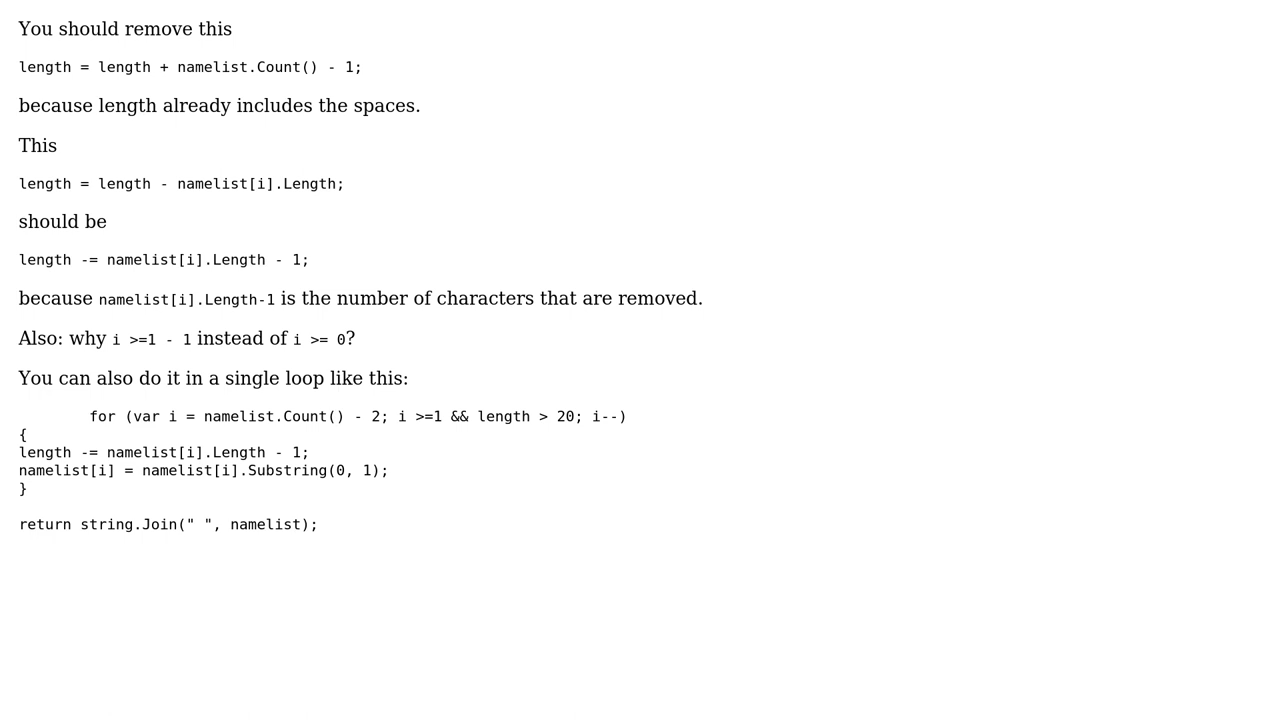 You should remove this
length = length + namelist.Count() - 1;
because length already includes the spaces.
This
length = length - namelist[i].Length;
should be
length -= namelist[i].Length - 1;
because namelist[i].Length-1 is the number of characters that are removed.
Also: why i >=1 - 1 instead of i >= 0?
You can also do it in a single loop like this:
        for (var i = namelist.Count() - 2; i >=1 && length > 20; i--)
{
length -= namelist[i].Length - 1;
namelist[i] = namelist[i].Substring(0, 1);
}
return string.Join(" ", namelist);